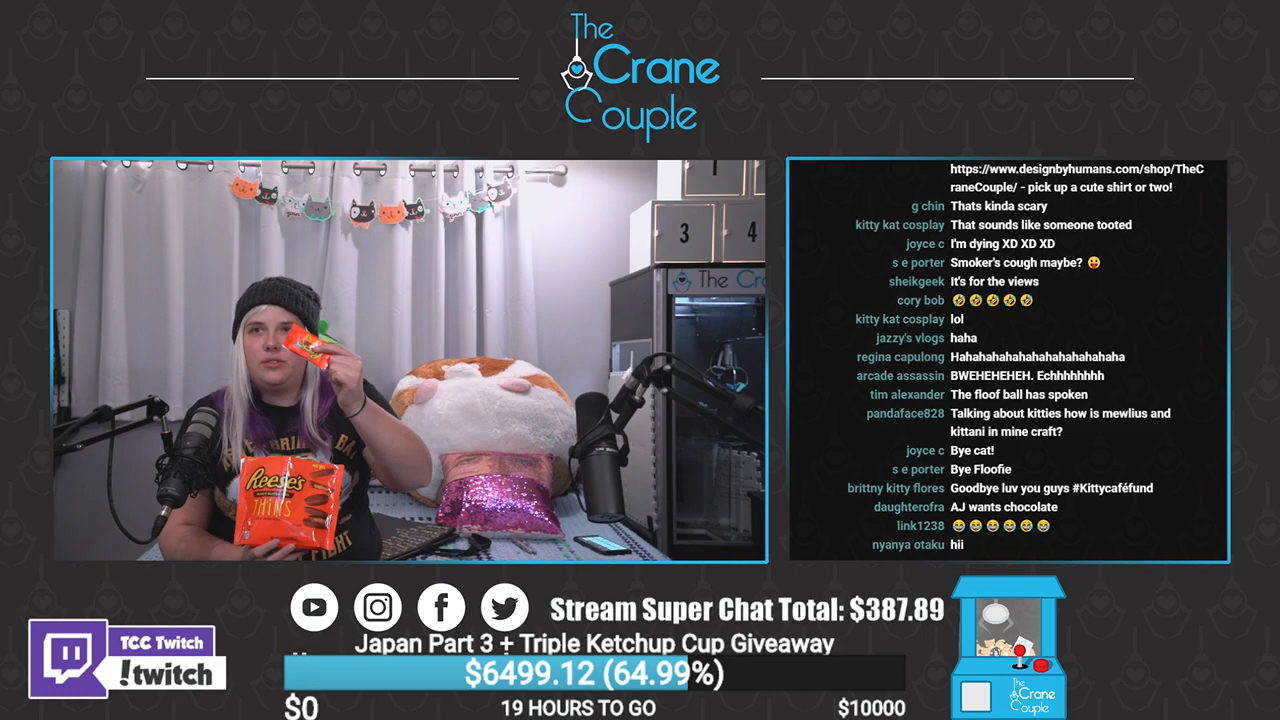 The
Crane
Couple
1
3
4
The Cr
REESE'S
THiNS
FIGHT
https://www.designbyhumans.com/shop/TheC
raneCouple/ - pick up a cute shirt or two!
g chin Thats kinda scary
kitty kat cosplay That sounds like someone tooted
joyce c I'm dying XD XD XD
s e porter Smoker's cough maybe? 😛
sheikgeek It's for the views
cory bob 🤣🤣🤣🤣🤣
kitty kat cosplay lol
jazzy's vlogs haha
regina capulong Hahahahahahahahahahahaha
arcade assassin BWEHEHEHEH. Echhhhhhh
tim alexander The floof ball has spoken
pandaface828 Talking about kitties how is mewlius and
kittani in mine craft?
joyce c Bye cat!
s e porter Bye Floofie
brittny kitty flores Goodbye luv you guys #Kittycaféfund
daughterofra AJ wants chocolate
link1238 😂😂😂😂😂😂
nyanya otaku hii
Stream Super Chat Total: $387.89
Japan Part 3 + Triple Ketchup Cup Giveaway
$6499.12 (64.99%)
$0 19 HOURS TO GO $10000
TCC Twitch
!twitch
The
Crane
Couple